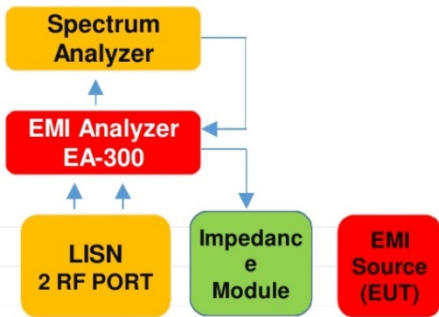 Spectrum
Analyzer
EMI Analyzer
EA-300
LISN
2 RF PORT
Impedanc
e
Module
EMI
Source
(EUT)